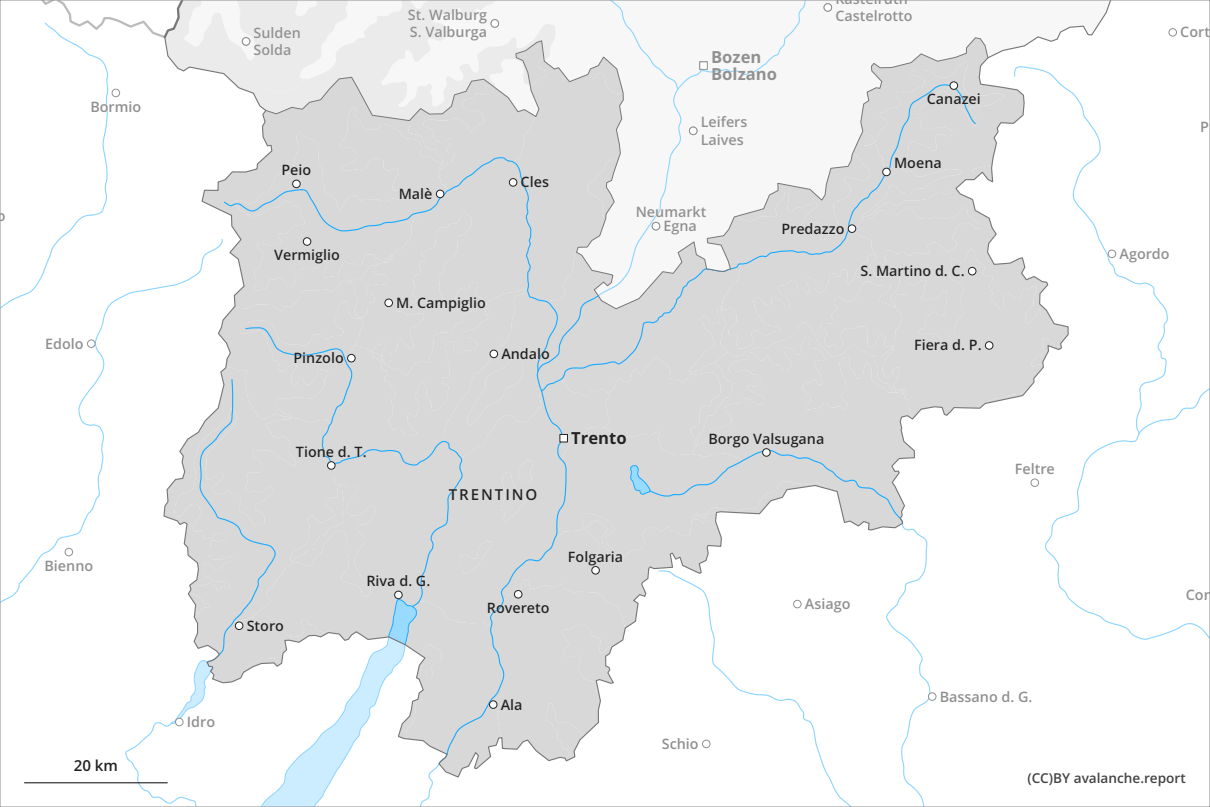 Kastelruth
Castelrotto
St. Walburg
S. Valburga
Sulden
Solda
Cort
Bozen
Bolzano
Bormio
Canazei
Leifers
Laives
P
Moena
Peio
Malè
Cles
Neumarkt
Egna
Predazzo
Vermiglio
Agordo
S. Martino d. C.
M. Campiglio
Edolo
Pinzolo
Andalo
Fiera d. P.
Trento
Borgo Valsugana
Tione d. T.
Feltre
TRENTINO
Bienno
Folgaria
Riva d. G.
Cor
Rovereto
Asiago
Storo
Bassano d. G.
Ala
Idro
Schio
20 km
(CC)BY avalanche.report